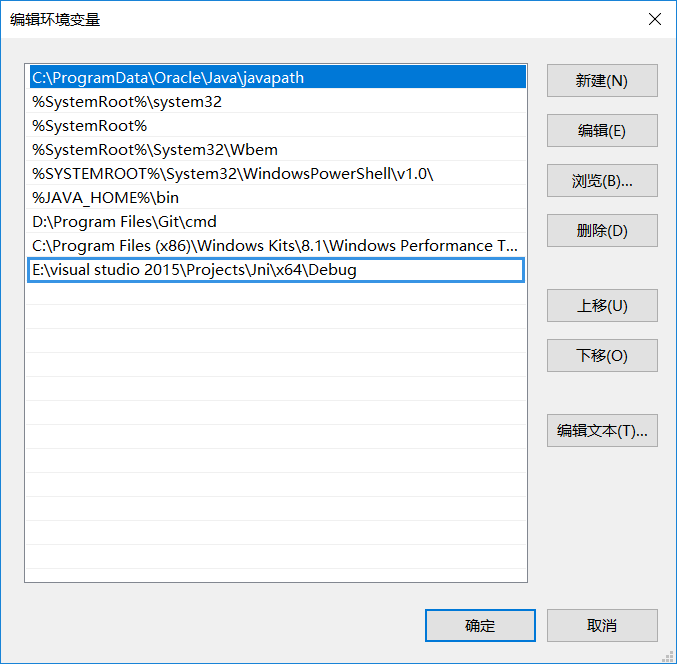 编辑环境变量
C:\ProgramData\Oracle\Java\javapath
%SystemRoot%\system32
%SystemRoot%
%SystemRoot%\System32\Wbem
%SYSTEMROOT%\System32\WindowsPowerShell\v1.0\
%JAVA_HOME%\bin
D:\Program Files\Git\cmd
C:\Program Files (x86)\Windows Kits\8.1\Windows Performance T...
E:\visual studio 2015\Projects\Jni\x64\Debug
新建(N)
编辑(E)
浏览(B)...
删除(D)
上移(U)
下移(O)
编辑文本(T)...
确定
取消